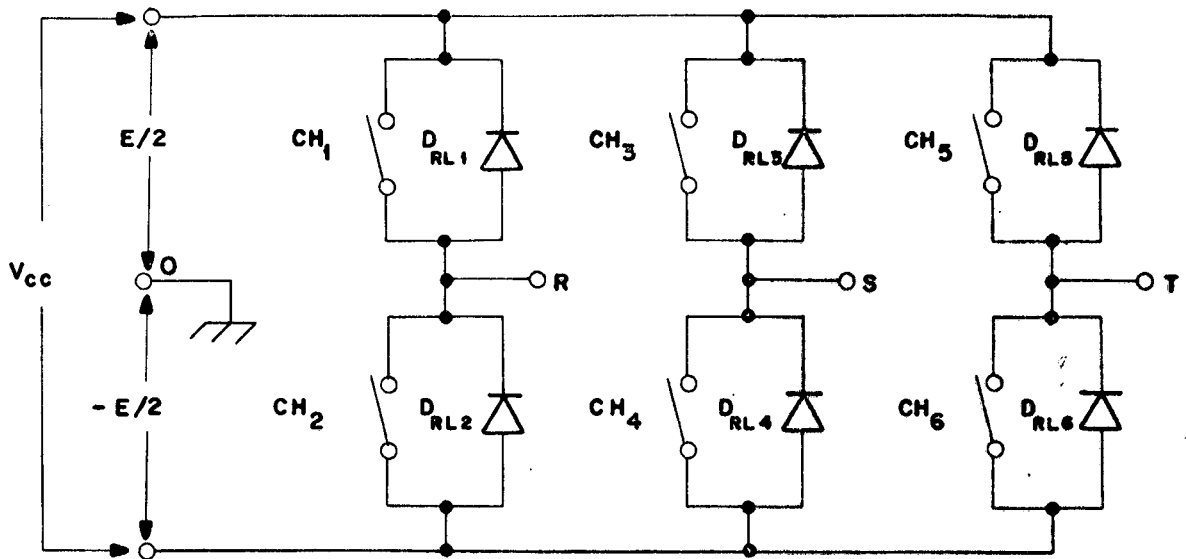 E/2
CH1
DRL1
CH3
DRL3
CH5
DRL5
VCC
O
R
S
T
-E/2
CH2
DRL2
CH4
DRL4
CH6
DRL6